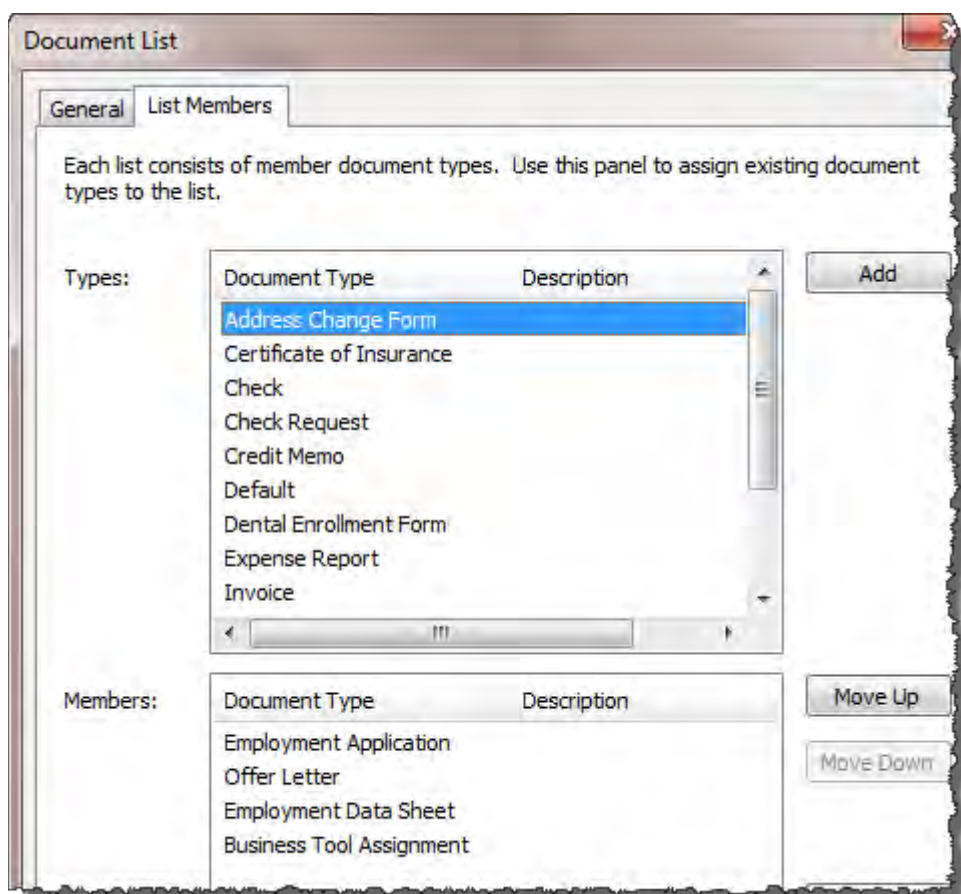 Document List
General List Members
Each list consists of member document types. Use this panel to assign existing document
types to the list.
Types: Document Type Description Add
Address Change Form
Certificate of Insurance
Check
Check Request
Credit Memo
Default
Dental Enrollment Form
Expense Report
Invoice
Members: Document Type Description Move Up
Employment Application Move Down
Offer Letter
Employment Data Sheet
Business Tool Assignment